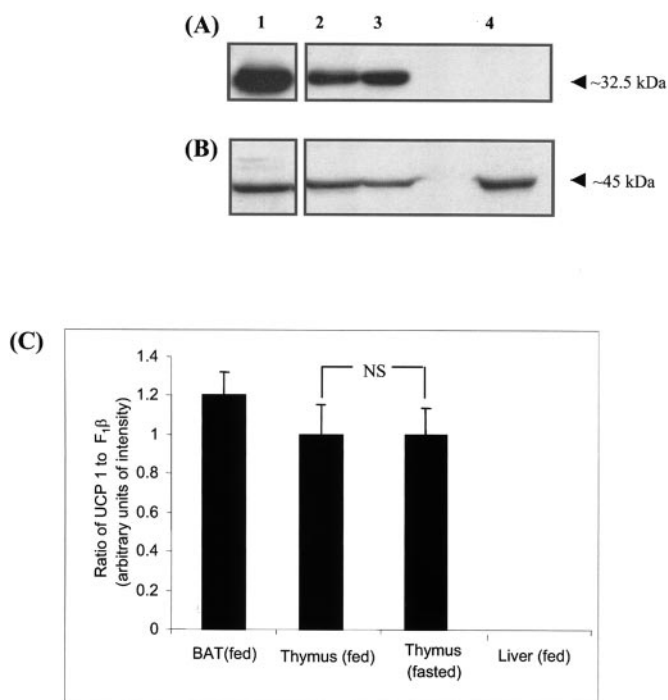 (A) 1 2 3 4
◄ ~32.5 kDa
(B)
◄ ~45 kDa
(C)
Ratio of UCP 1 to F₁β
(arbitrary units of intensity)
1.4
1.2
1
0.8
0.6
0.4
0.2
0
NS
BAT(fed) Thymus (fed) Thymus (fasted) Liver (fed)